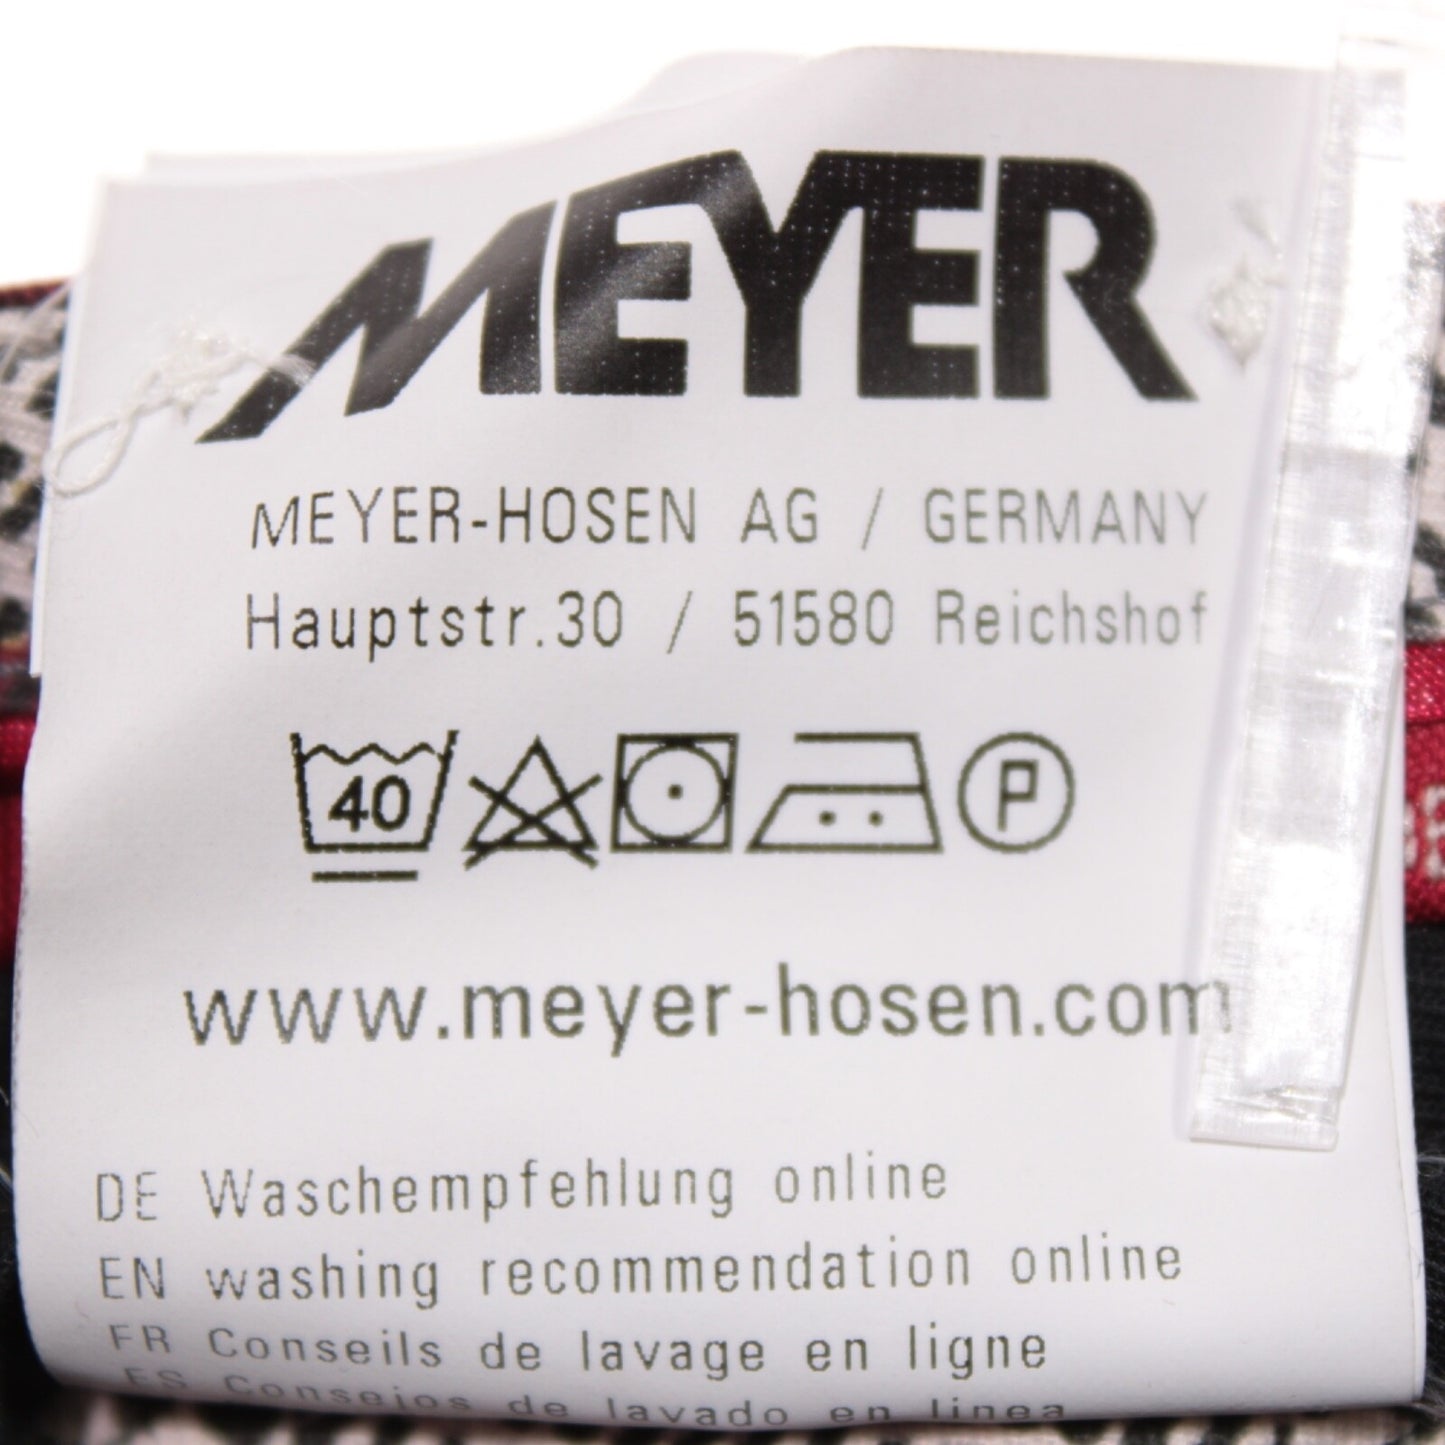 MEYER
MEYER-HOSEN AG / GERMANY
Hauptstr.30 / 51580 Reichshof
40 P
www.meyer-hosen.com
DE Waschempfehlung online
EN washing recommendation online
FR Conseils de lavage en ligne
ES Consejos de lavado en linea